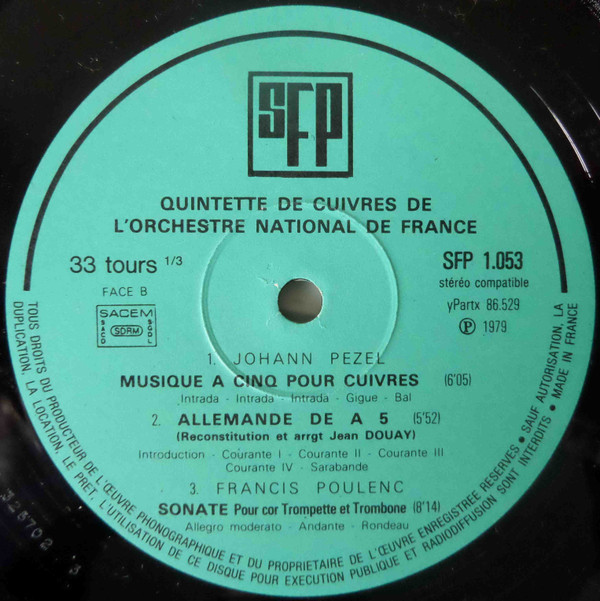 SFP
QUINTETTE DE CUIVRES DE
L'ORCHESTRE NATIONAL DE FRANCE
33 tours 1/3
SFP 1.053
stéréo compatible
FACE B
yPartx 86.529
SACEM
SACD
SDRM
SGDL
Ⓟ 1979
1. JOHANN PEZEL
MUSIQUE A CINQ POUR CUIVRES (6'05)
Intrada - Intrada - Intrada - Gigue - Bal
2. ALLEMANDE DE A 5 (5'52)
(Reconstitution et arrgt Jean DOUAY)
Introduction - Courante I - Courante II - Courante III
Courante IV - Sarabande
3. FRANCIS POULENC
SONATE Pour cor Trompette et Trombone (8'14)
Allegro moderato - Andante - Rondeau
TOUS DROITS DU PRODUCTEUR DE L'ŒUVRE PHONOGRAPHIQUE ET DU PROPRIETAIRE DE L'ŒUVRE ENREGISTREE RESERVES • SAUF AUTORISATION, LA
DUPLICATION, LA LOCATION, LE PRET, L'UTILISATION DE CE DISQUE POUR EXECUTION PUBLIQUE ET RADIODIFFUSION SONT INTERDITS • MADE IN FRANCE